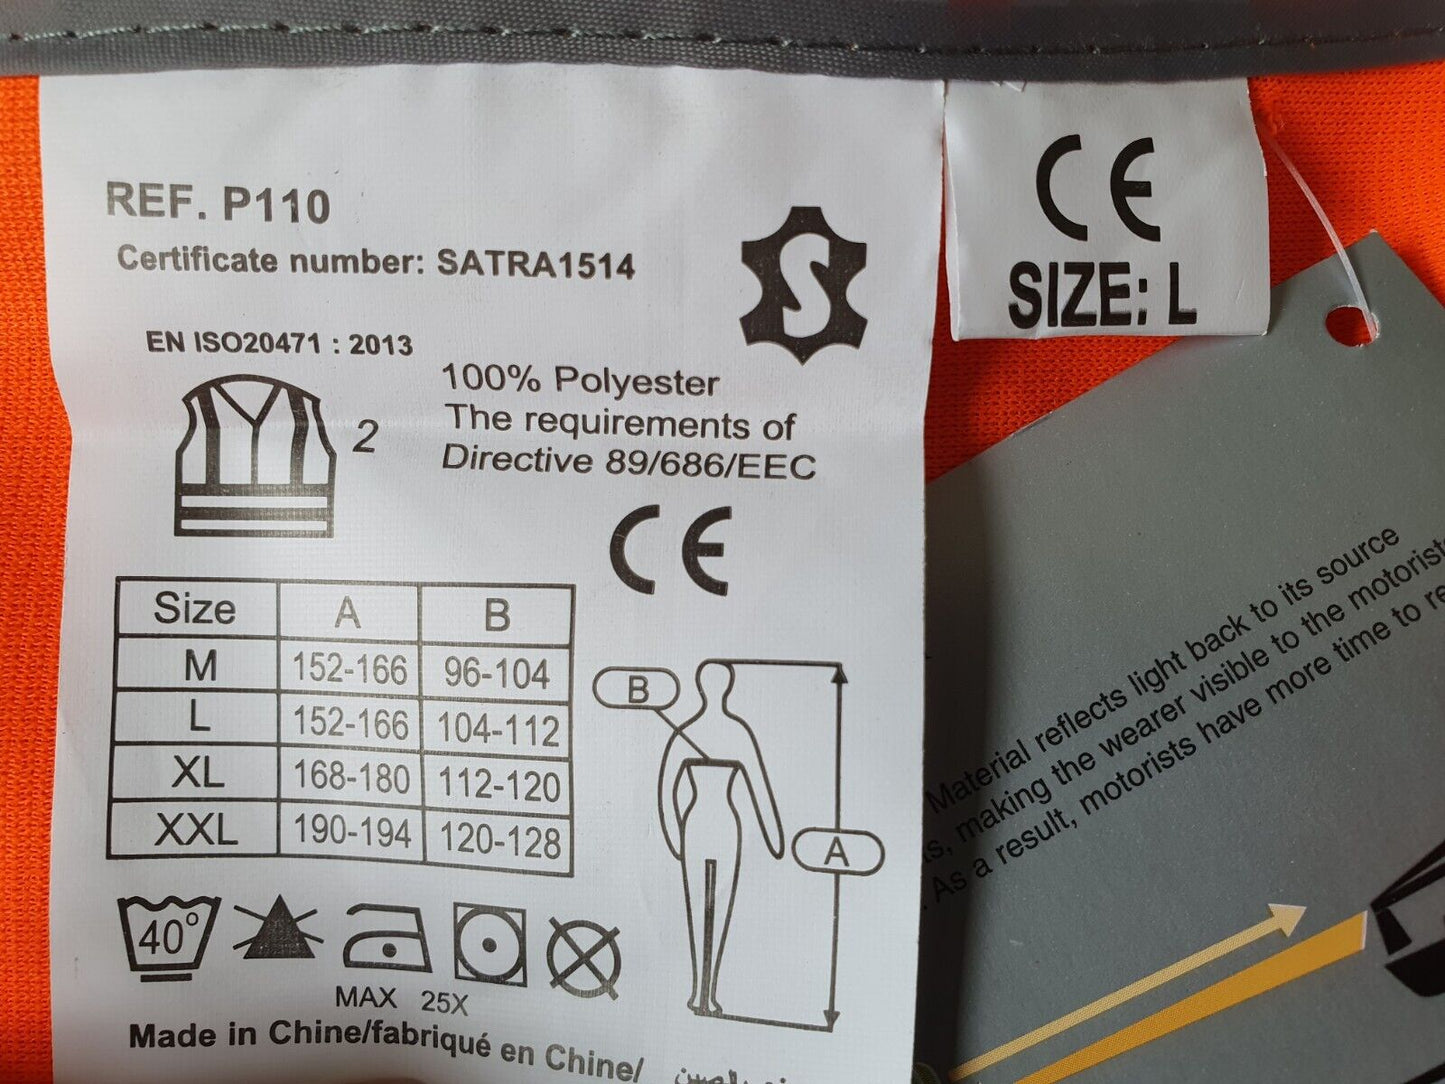 REF. P110
Certificate number: SATRA1514
EN ISO20471 : 2013
2
100% Polyester
The requirements of
Directive 89/686/EEC
CE
Size A B
M 152-166 96-104
L 152-166 104-112
XL 168-180 112-120
XXL 190-194 120-128
B
A
40°
MAX 25X
Made in Chine/fabriqué en Chine/
CE
SIZE: L
Material reflects light back to its source
making the wearer visible to the motorist
. As a result, motorists have more time to